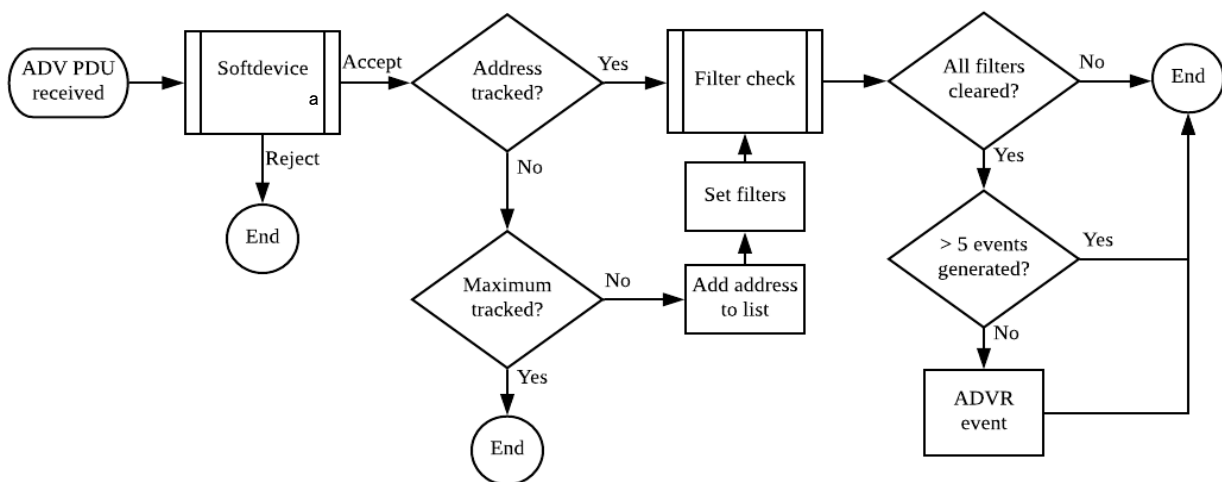 ADV PDU
received
Softdevice
a
Accept
Reject
End
Address
tracked?
Yes
No
Maximum
tracked?
No
Yes
End
Add address
to list
Set filters
Filter check
All filters
cleared?
No
End
Yes
> 5 events
generated?
Yes
No
ADVR
event